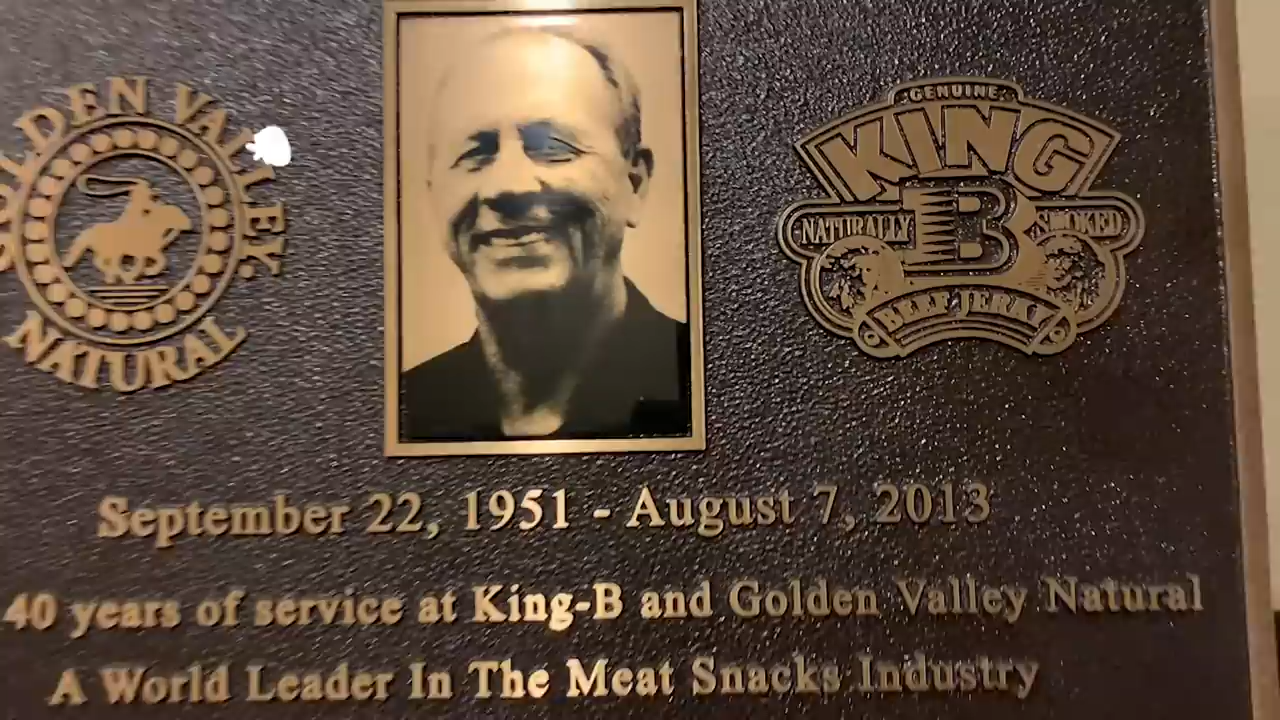 GOLDEN VALLEY
NATURAL
GENUINE
KING
B
NATURALLY
SMOKED
BEEF JERKY
September 22, 1951 - August 7, 2013
40 years of service at King-B and Golden Valley Natural
A World Leader In The Meat Snacks Industry